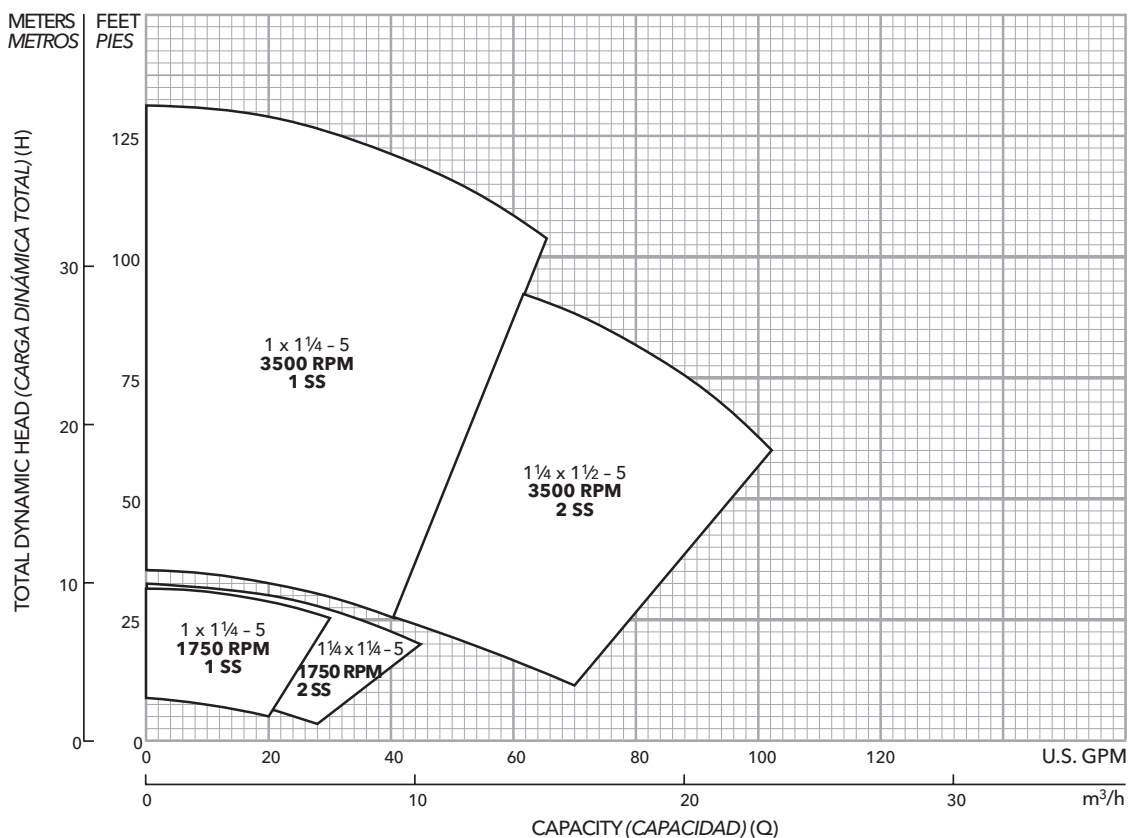 METERS
METROS
FEET
PIES
TOTAL DYNAMIC HEAD (CARGA DINÁMICA TOTAL) (H)
125
100
75
50
25
0
30
20
10
0
1 x 1¼ - 5
3500 RPM
1 SS
1¼ x 1½ - 5
3500 RPM
2 SS
1 x 1¼ - 5
1750 RPM
1 SS
1¼ x 1¼ - 5
1750 RPM
2 SS
0 20 40 60 80 100 120 U.S. GPM
0 10 20 30 m³/h
CAPACITY (CAPACIDAD) (Q)